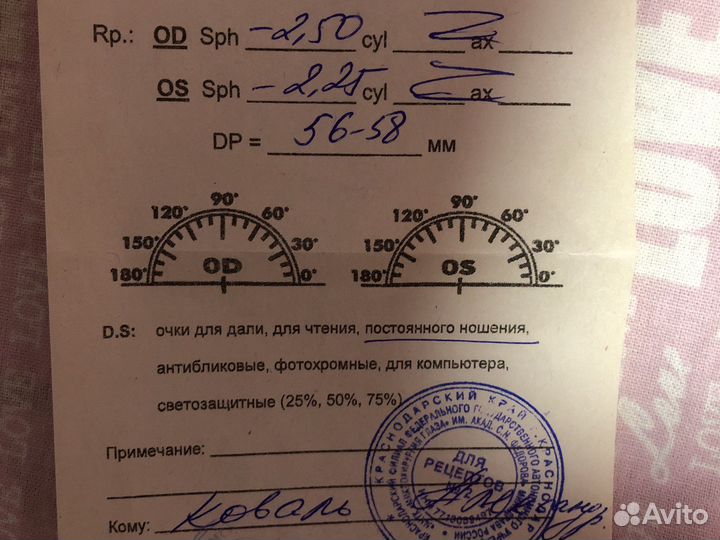 Rp.: OD Sph -2,50 cyl ax
OS Sph -2,25 cyl ax
DP = 56-58 мм
180° 150° 120° 90° 60° 30° 0°
OD
180° 150° 120° 90° 60° 30° 0°
OS
D.S: очки для дали, для чтения, постоянного ношения,
антибликовые, фотохромные, для компьютера,
светозащитные (25%, 50%, 75%)
Примечание:
КРАСНОДАРСКИЙ КРАЙ
ДЛЯ
РЕЦЕПТОВ
Кому: Коваль
Avito